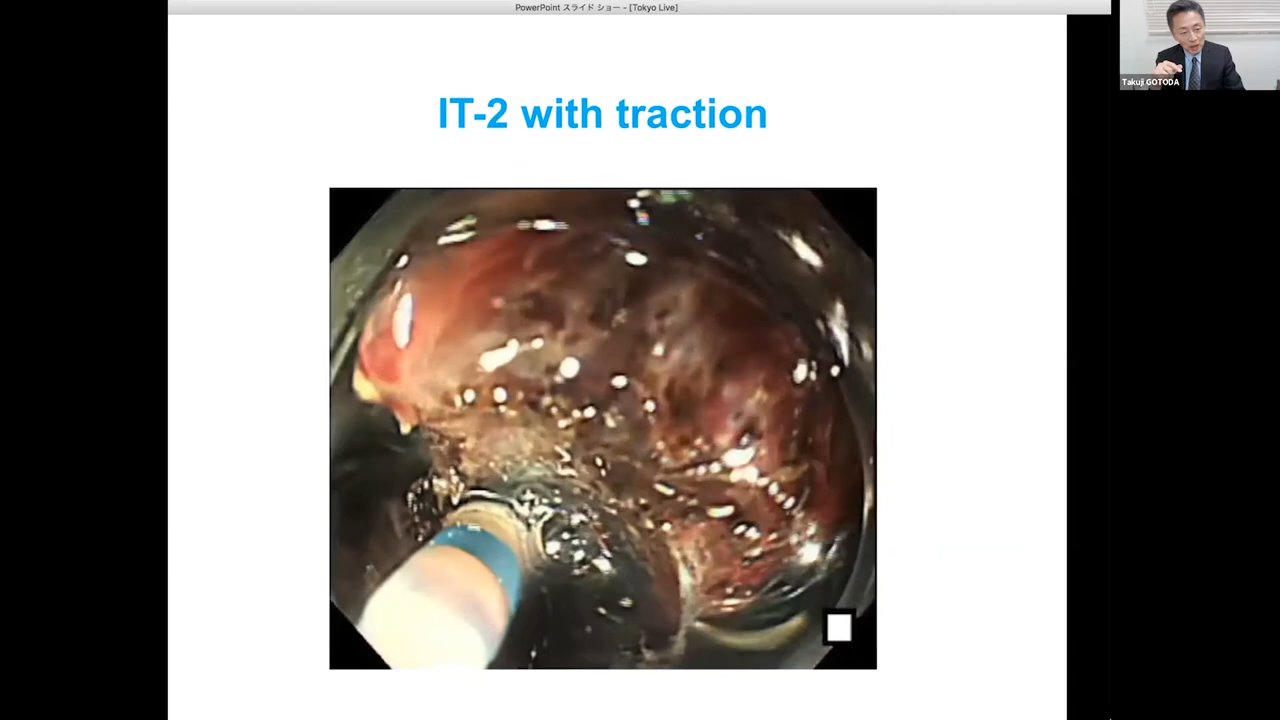 PowerPoint スライド ショー - [Tokyo Live]
Takuji GOTODA
IT-2 with traction